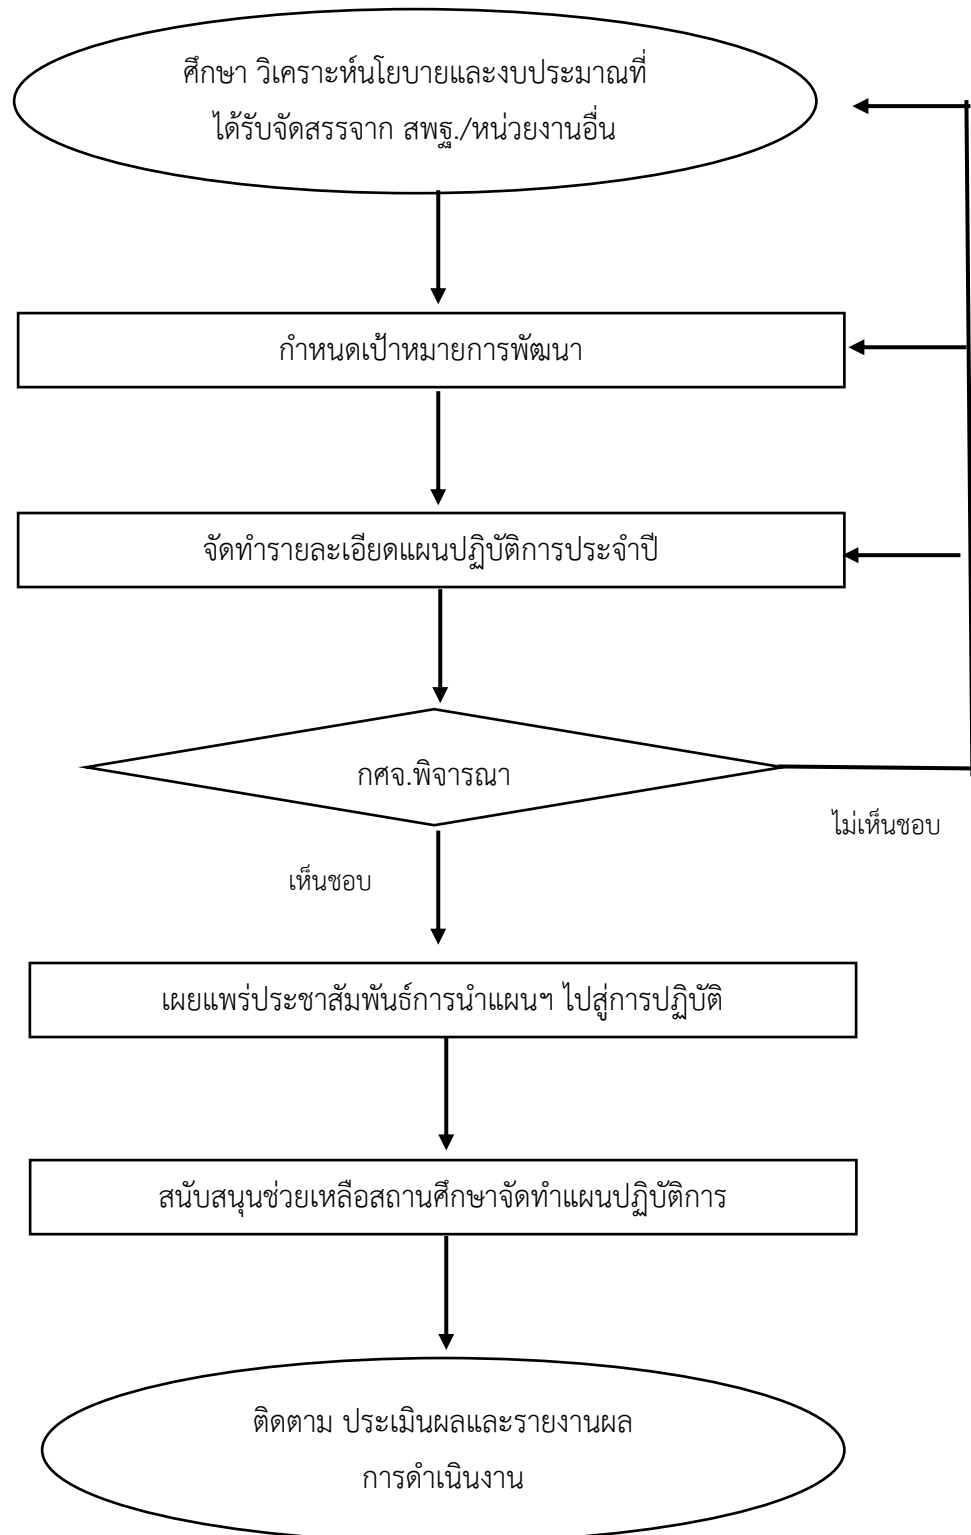 ศึกษา วิเคราะห์นโยบายและงบประมาณที่
ได้รับจัดสรรจาก สพฐ./หน่วยงานอื่น
กำหนดเป้าหมายการพัฒนา
จัดทำรายละเอียดแผนปฏิบัติการประจำปี
กศจ.พิจารณา
ไม่เห็นชอบ
เห็นชอบ
เผยแพร่ประชาสัมพันธ์การนำแผนฯ ไปสู่การปฏิบัติ
สนับสนุนช่วยเหลือสถานศึกษาจัดทำแผนปฏิบัติการ
ติดตาม ประเมินผลและรายงานผล
การดำเนินงาน